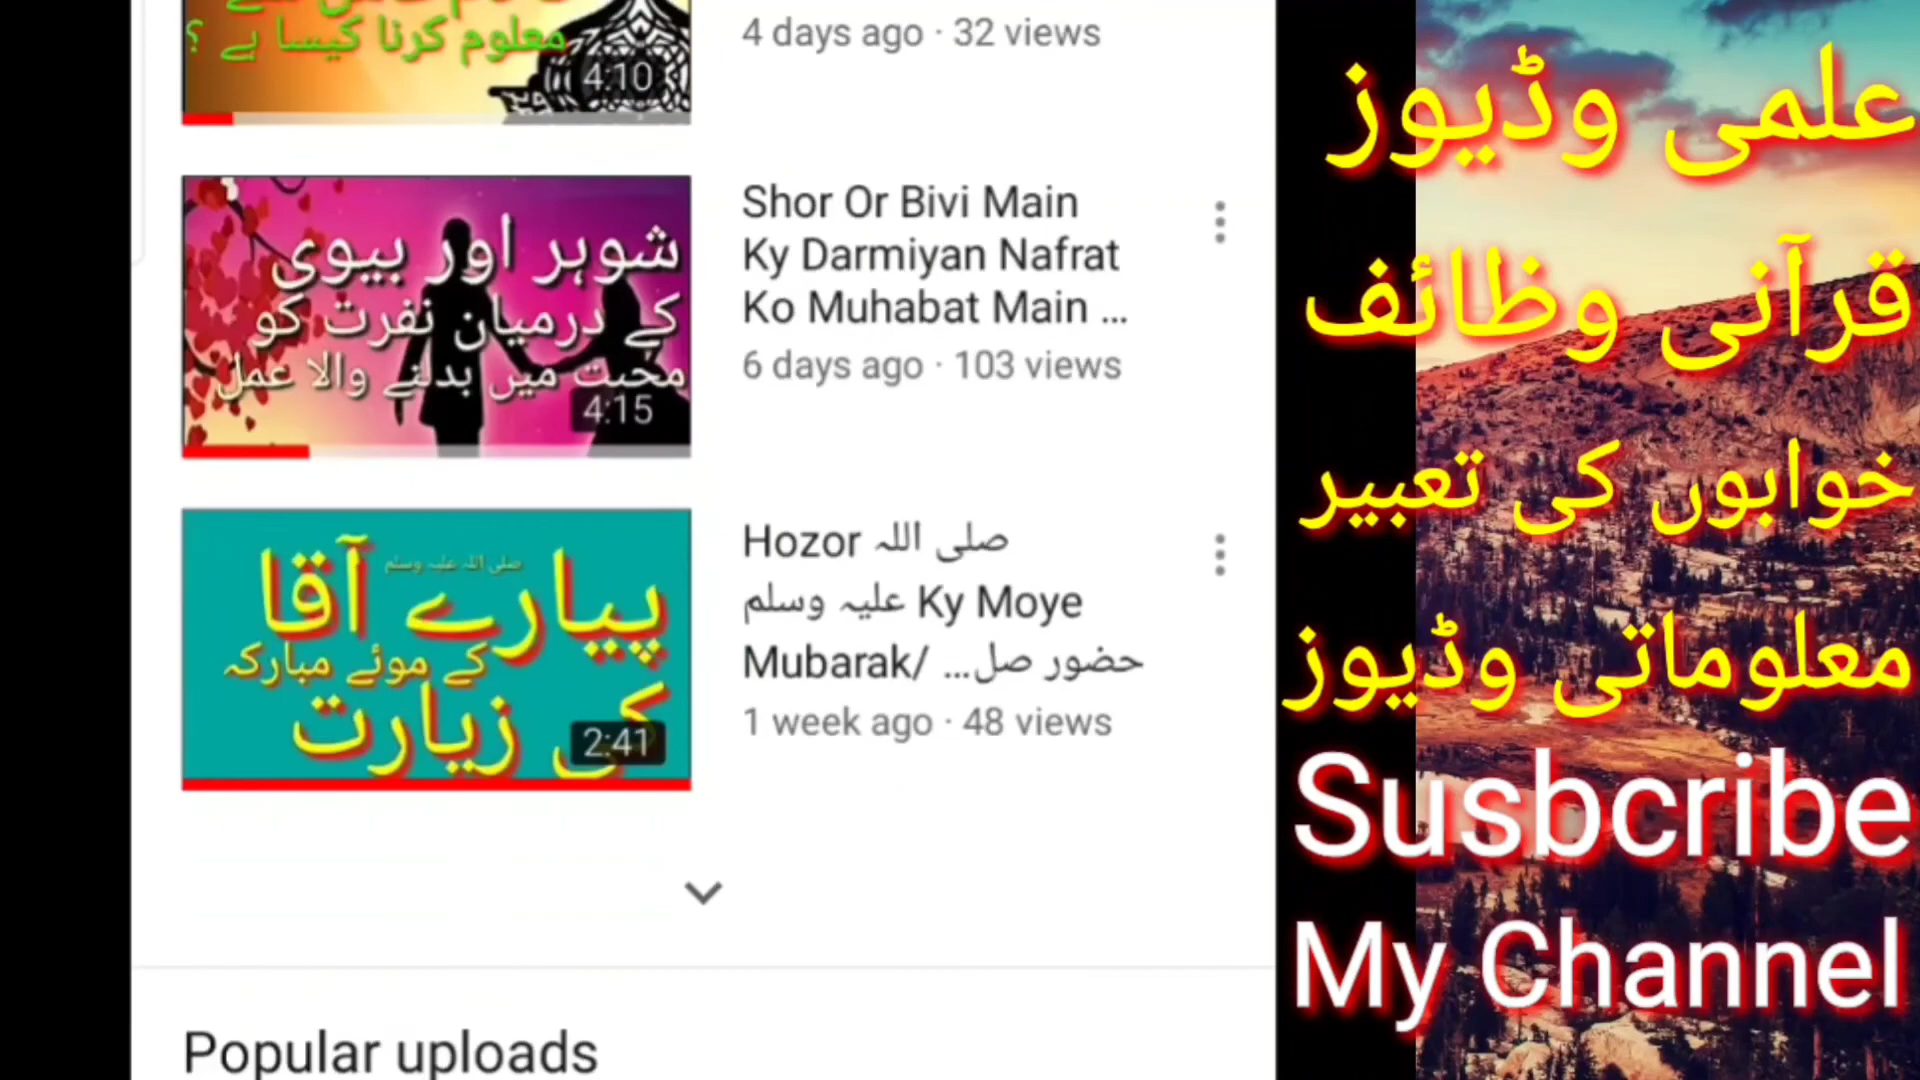 معلوم کرنا کیسا ہے ؟
4:10
4 days ago · 32 views
شوہر اور بیوی
کے درمیان نفرت کو
محبت میں بدلنے والا عمل
4:15
Shor Or Bivi Main
Ky Darmiyan Nafrat
Ko Muhabat Main ...
6 days ago · 103 views
صلی اللہ علیہ وسلم
پیارے آقا
کے موئے مبارکہ
کی زیارت
2:41
Hozor صلی اللہ
علیہ وسلم Ky Moye
Mubarak/ حضور صل...
1 week ago · 48 views
Popular uploads
علمی وڈیوز
قرآنی وظائف
خوابوں کی تعبیر
معلوماتی وڈیوز
Susbcribe
My Channel